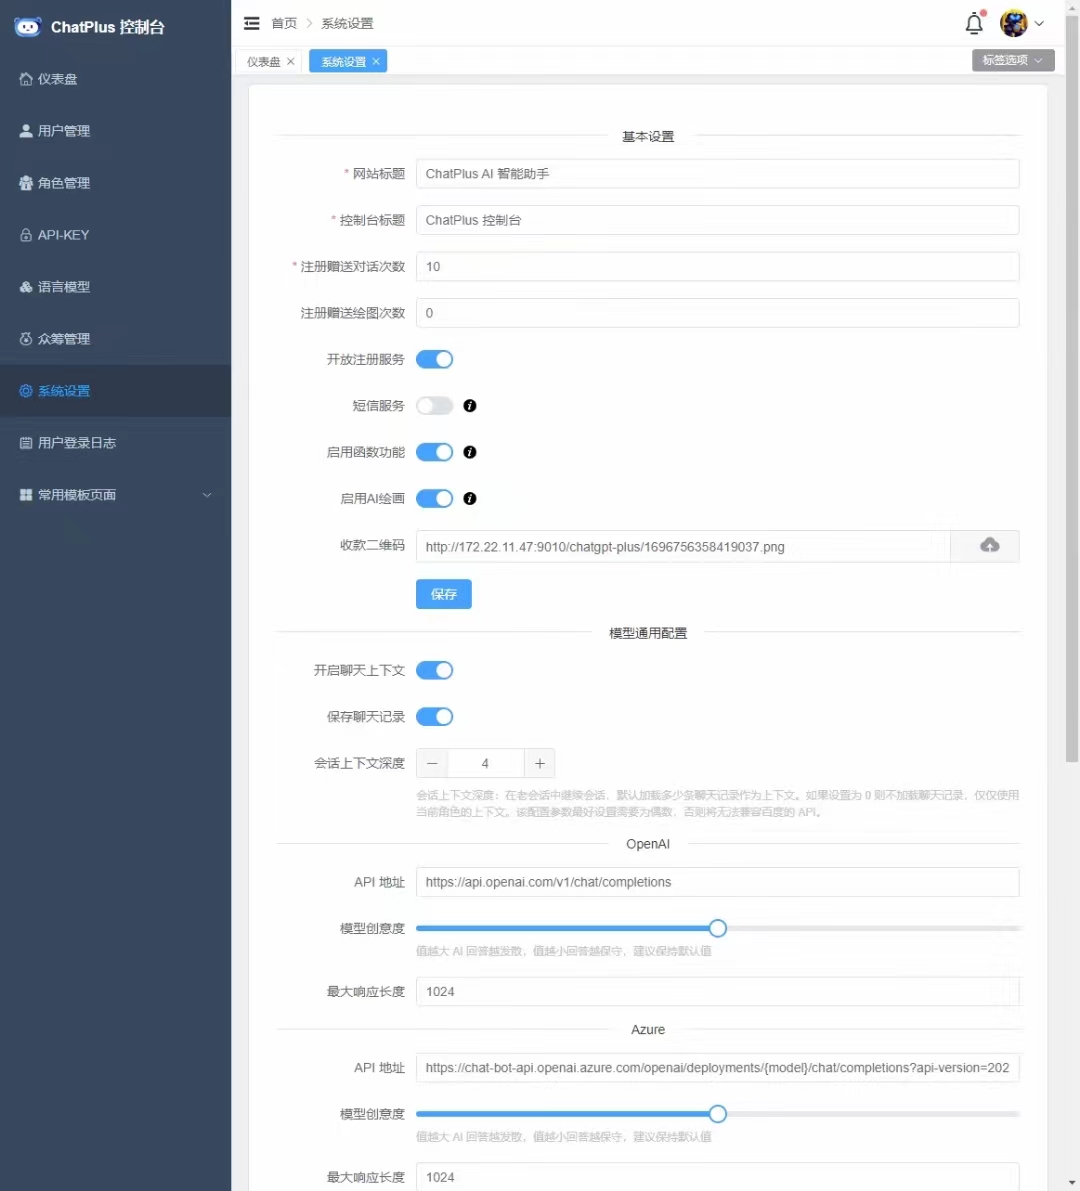 ChatPlus 控制台
仪表盘
用户管理
角色管理
API-KEY
语言模型
众筹管理
系统设置
用户登录日志
常用模板页面
首页
系统设置
仪表盘
系统设置
标签选项
基本设置
* 网站标题
ChatPlus AI 智能助手
* 控制台标题
ChatPlus 控制台
* 注册赠送对话次数
10
注册赠送绘图次数
0
开放注册服务
短信服务
启用函数功能
启用AI绘画
收款二维码
http://172.22.11.47:9010/chatgpt-plus/1696756358419037.png
保存
模型通用配置
开启聊天上下文
保存聊天记录
会话上下文深度
4
会话上下文深度：在老会话中继续会话，默认加载多少条聊天记录作为上下文。如果设置为 0 则不加载聊天记录，仅仅使用
当前角色的上下文。该配置参数最好设置需要为偶数，否则将无法兼容百度的 API。
OpenAI
API 地址
https://api.openai.com/v1/chat/completions
模型创意度
值越大 AI 回答越发散，值越小回答越保守，建议保持默认值
最大响应长度
1024
Azure
API 地址
https://chat-bot-api.openai.azure.com/openai/deployments/{model}/chat/completions?api-version=202
模型创意度
值越大 AI 回答越发散，值越小回答越保守，建议保持默认值
最大响应长度
1024